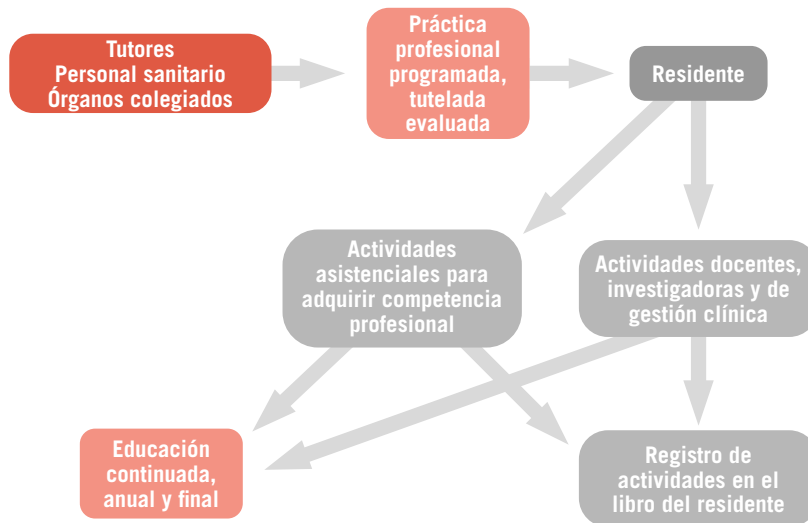 Tutores
Personal sanitario
Órganos colegiados
Práctica
profesional
programada,
tutelada
evaluada
Residente
Actividades
asistenciales para
adquirir competencia
profesional
Actividades docentes,
investigadoras y de
gestión clínica
Educación
continuada,
anual y final
Registro de
actividades en el
libro del residente